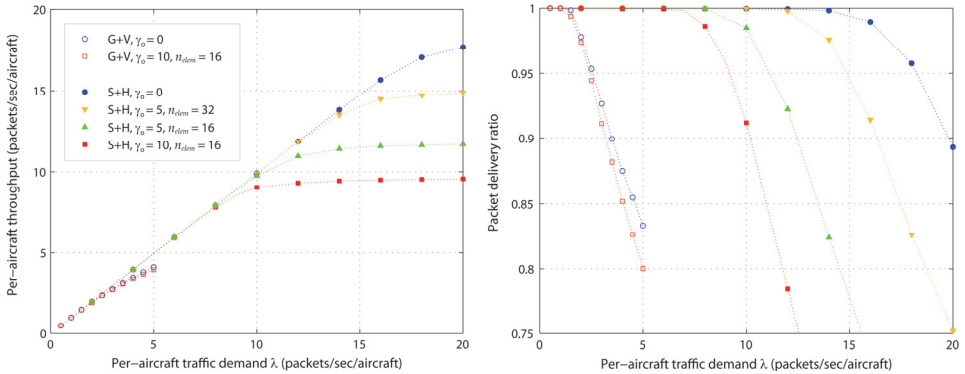 20
15
10
5
0
0
5
10
15
20
Per−aircraft throughput (packets/sec/aircraft)
Per−aircraft traffic demand λ (packets/sec/aircraft)
G+V, γₒ = 0
G+V, γₒ = 10, nₑₗₑₘ = 16
S+H, γₒ = 0
S+H, γₒ = 5, nₑₗₑₘ = 32
S+H, γₒ = 5, nₑₗₑₘ = 16
S+H, γₒ = 10, nₑₗₑₘ = 16
1
0.95
0.9
0.85
0.8
0.75
0
5
10
15
20
Packet delivery ratio
Per−aircraft traffic demand λ (packets/sec/aircraft)